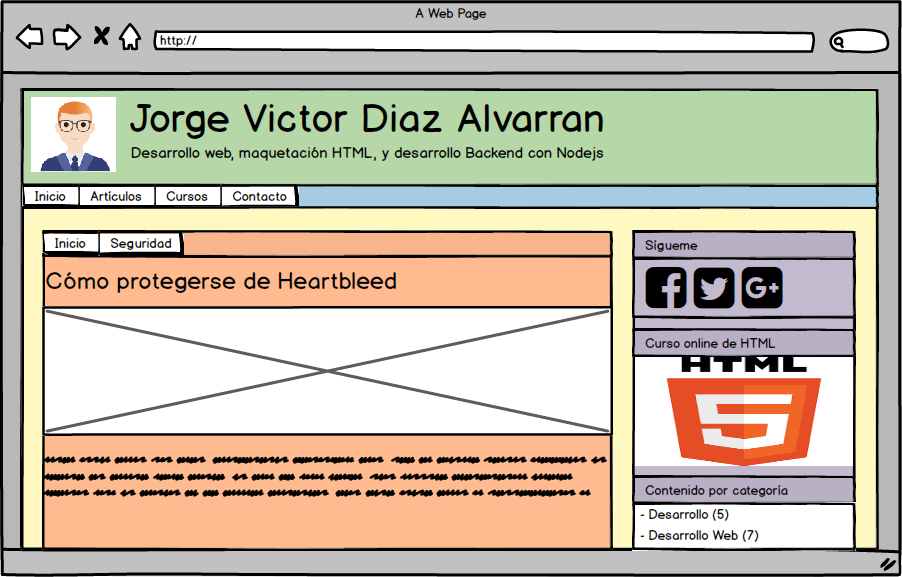 A Web Page
http://
Jorge Victor Diaz Alvarran
Desarrollo web, maquetación HTML, y desarrollo Backend con Nodejs
Inicio Artículos Cursos Contacto
Inicio Seguridad
Cómo protegerse de Heartbleed
Sígueme
G+
Curso online de HTML
HTML
5
Contenido por categoría
- Desarrollo (5)
- Desarrollo Web (7)